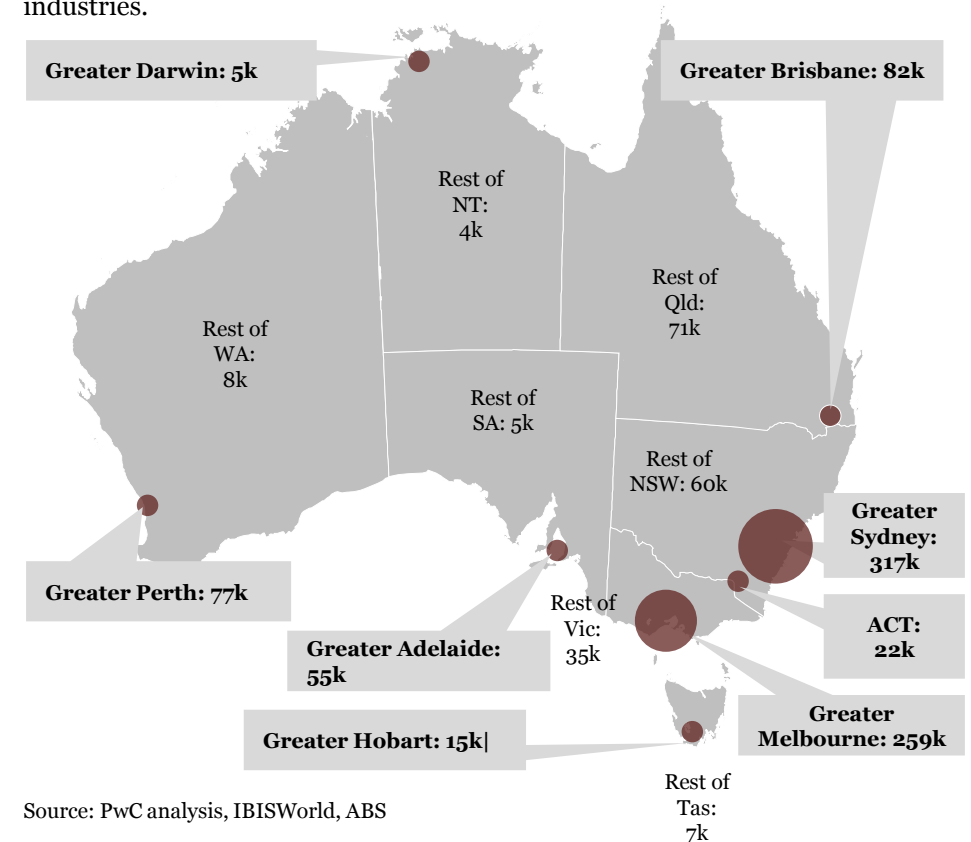 industries.
Greater Darwin: 5k
Greater Brisbane: 82k
Rest of
NT:
4k
Rest of
Qld:
71k
Rest of
WA:
8k
Rest of
SA: 5k
Rest of
NSW: 60k
Greater
Sydney:
317k
Greater Perth: 77k
Rest of
Vic:
35k
ACT:
22k
Greater Adelaide:
55k
Greater
Melbourne: 259k
Greater Hobart: 15k|
Rest of
Tas:
7k
Source: PwC analysis, IBISWorld, ABS